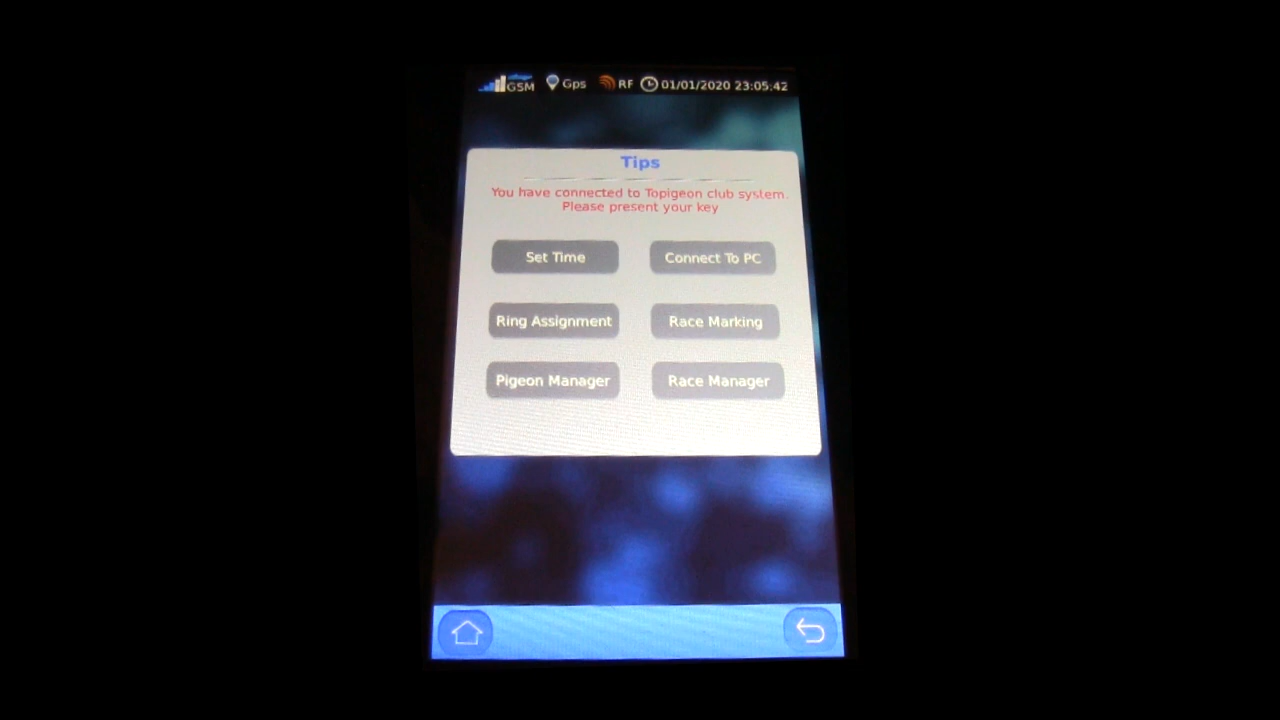 GSM Gps RF 01/01/2020 23:05:42
Tips
You have connected to Topigeon club system.
Please present your key
Set Time Connect To PC
Ring Assignment Race Marking
Pigeon Manager Race Manager